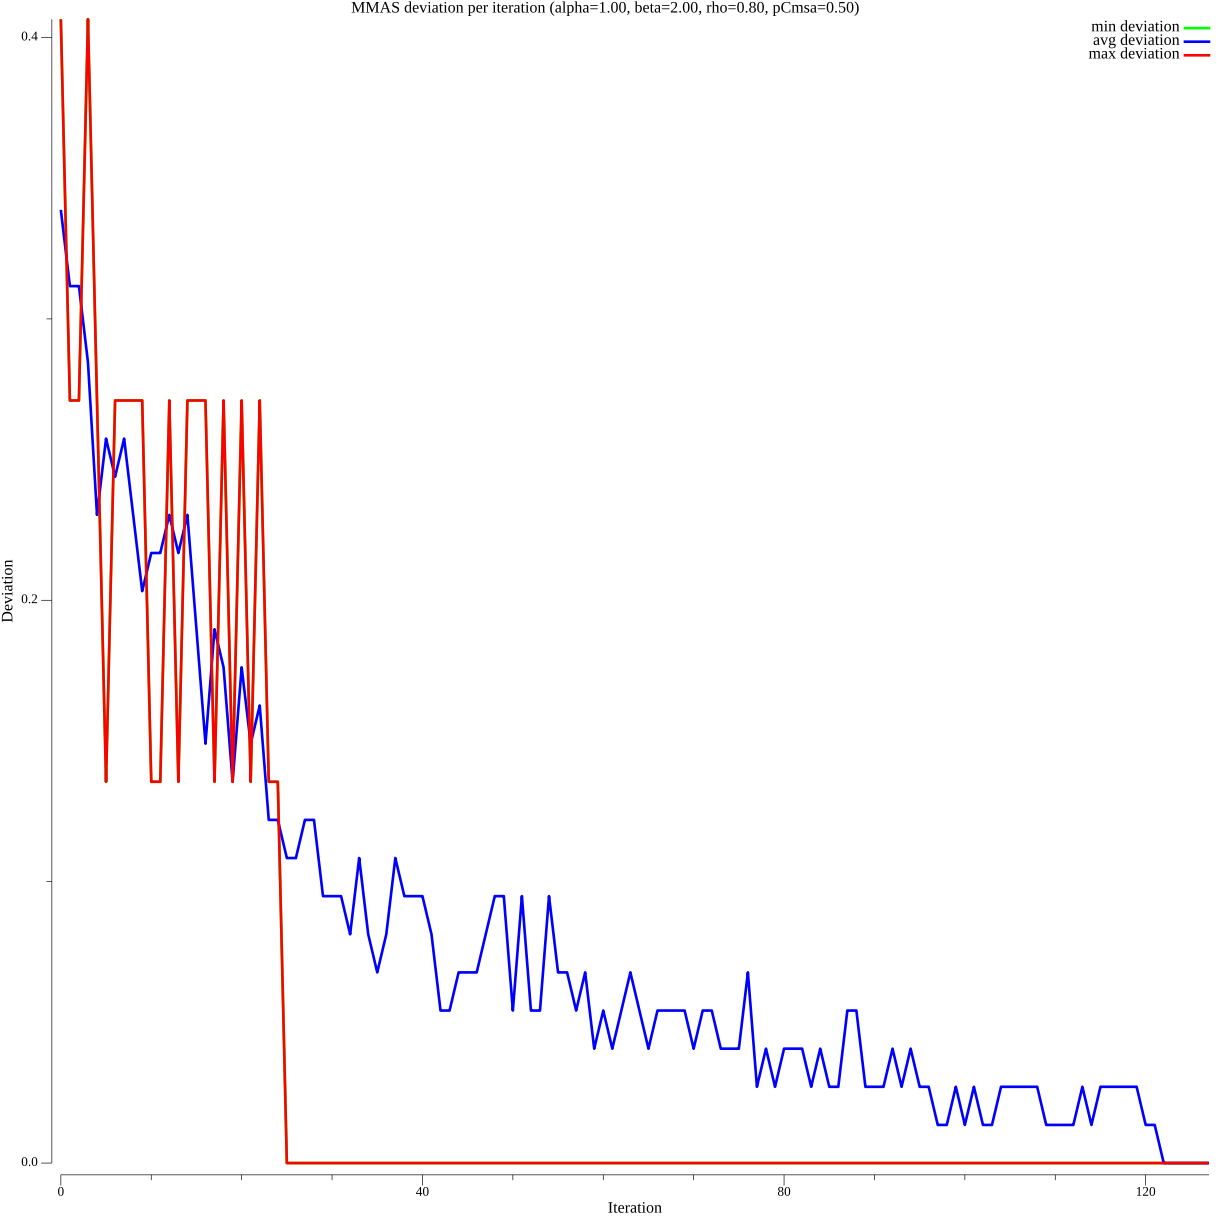 MMAS deviation per iteration (alpha=1.00, beta=2.00, rho=0.80, pCmsa=0.50)
min deviation
avg deviation
max deviation
0.4
0.2
0.0
Deviation
0
40
80
120
Iteration